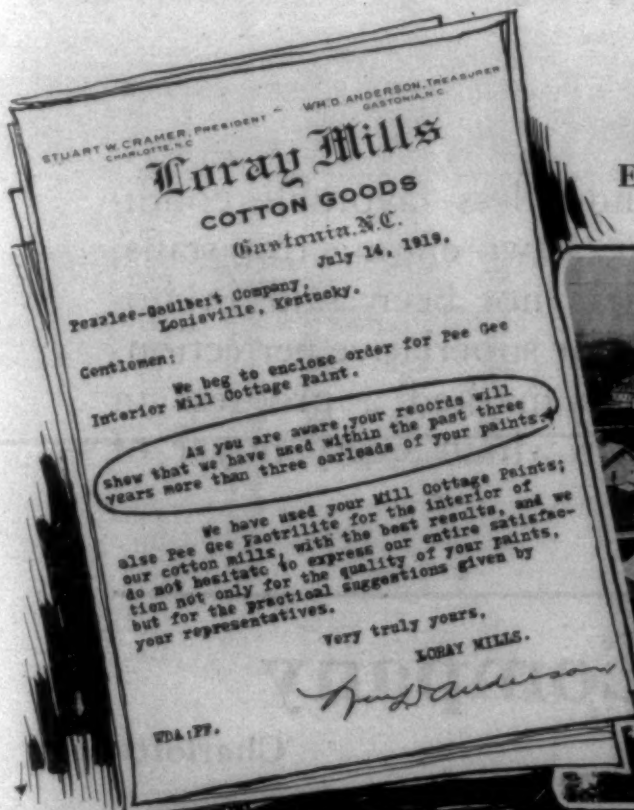 STUART W. CRAMER, PRESIDENT
CHARLOTTE, N.C
WM. D. ANDERSON, TREASURER
GASTONIA, N.C.
Loray Mills
COTTON GOODS
Gastonia, N.C.
July 14, 1919.
Peaslee-Gaulbert Company,
Louisville, Kentucky.
Gentlemen:
We beg to enclose order for Pee Gee
Interior Mill Cottage Paint.
As you are aware, your records will
show that we have used within the past three
years more than three carloads of your paints.
We have used your Mill Cottage Paints;
also Pee Gee Factrilite for the interior of
our cotton mills, with the best results, and we
do not hesitate to express our entire satisfac-
tion not only for the quality of your paints,
but for the practical suggestions given by
your representatives.
Very truly yours,
LORAY MILLS.
Wm D Anderson
WDA:FF.
E